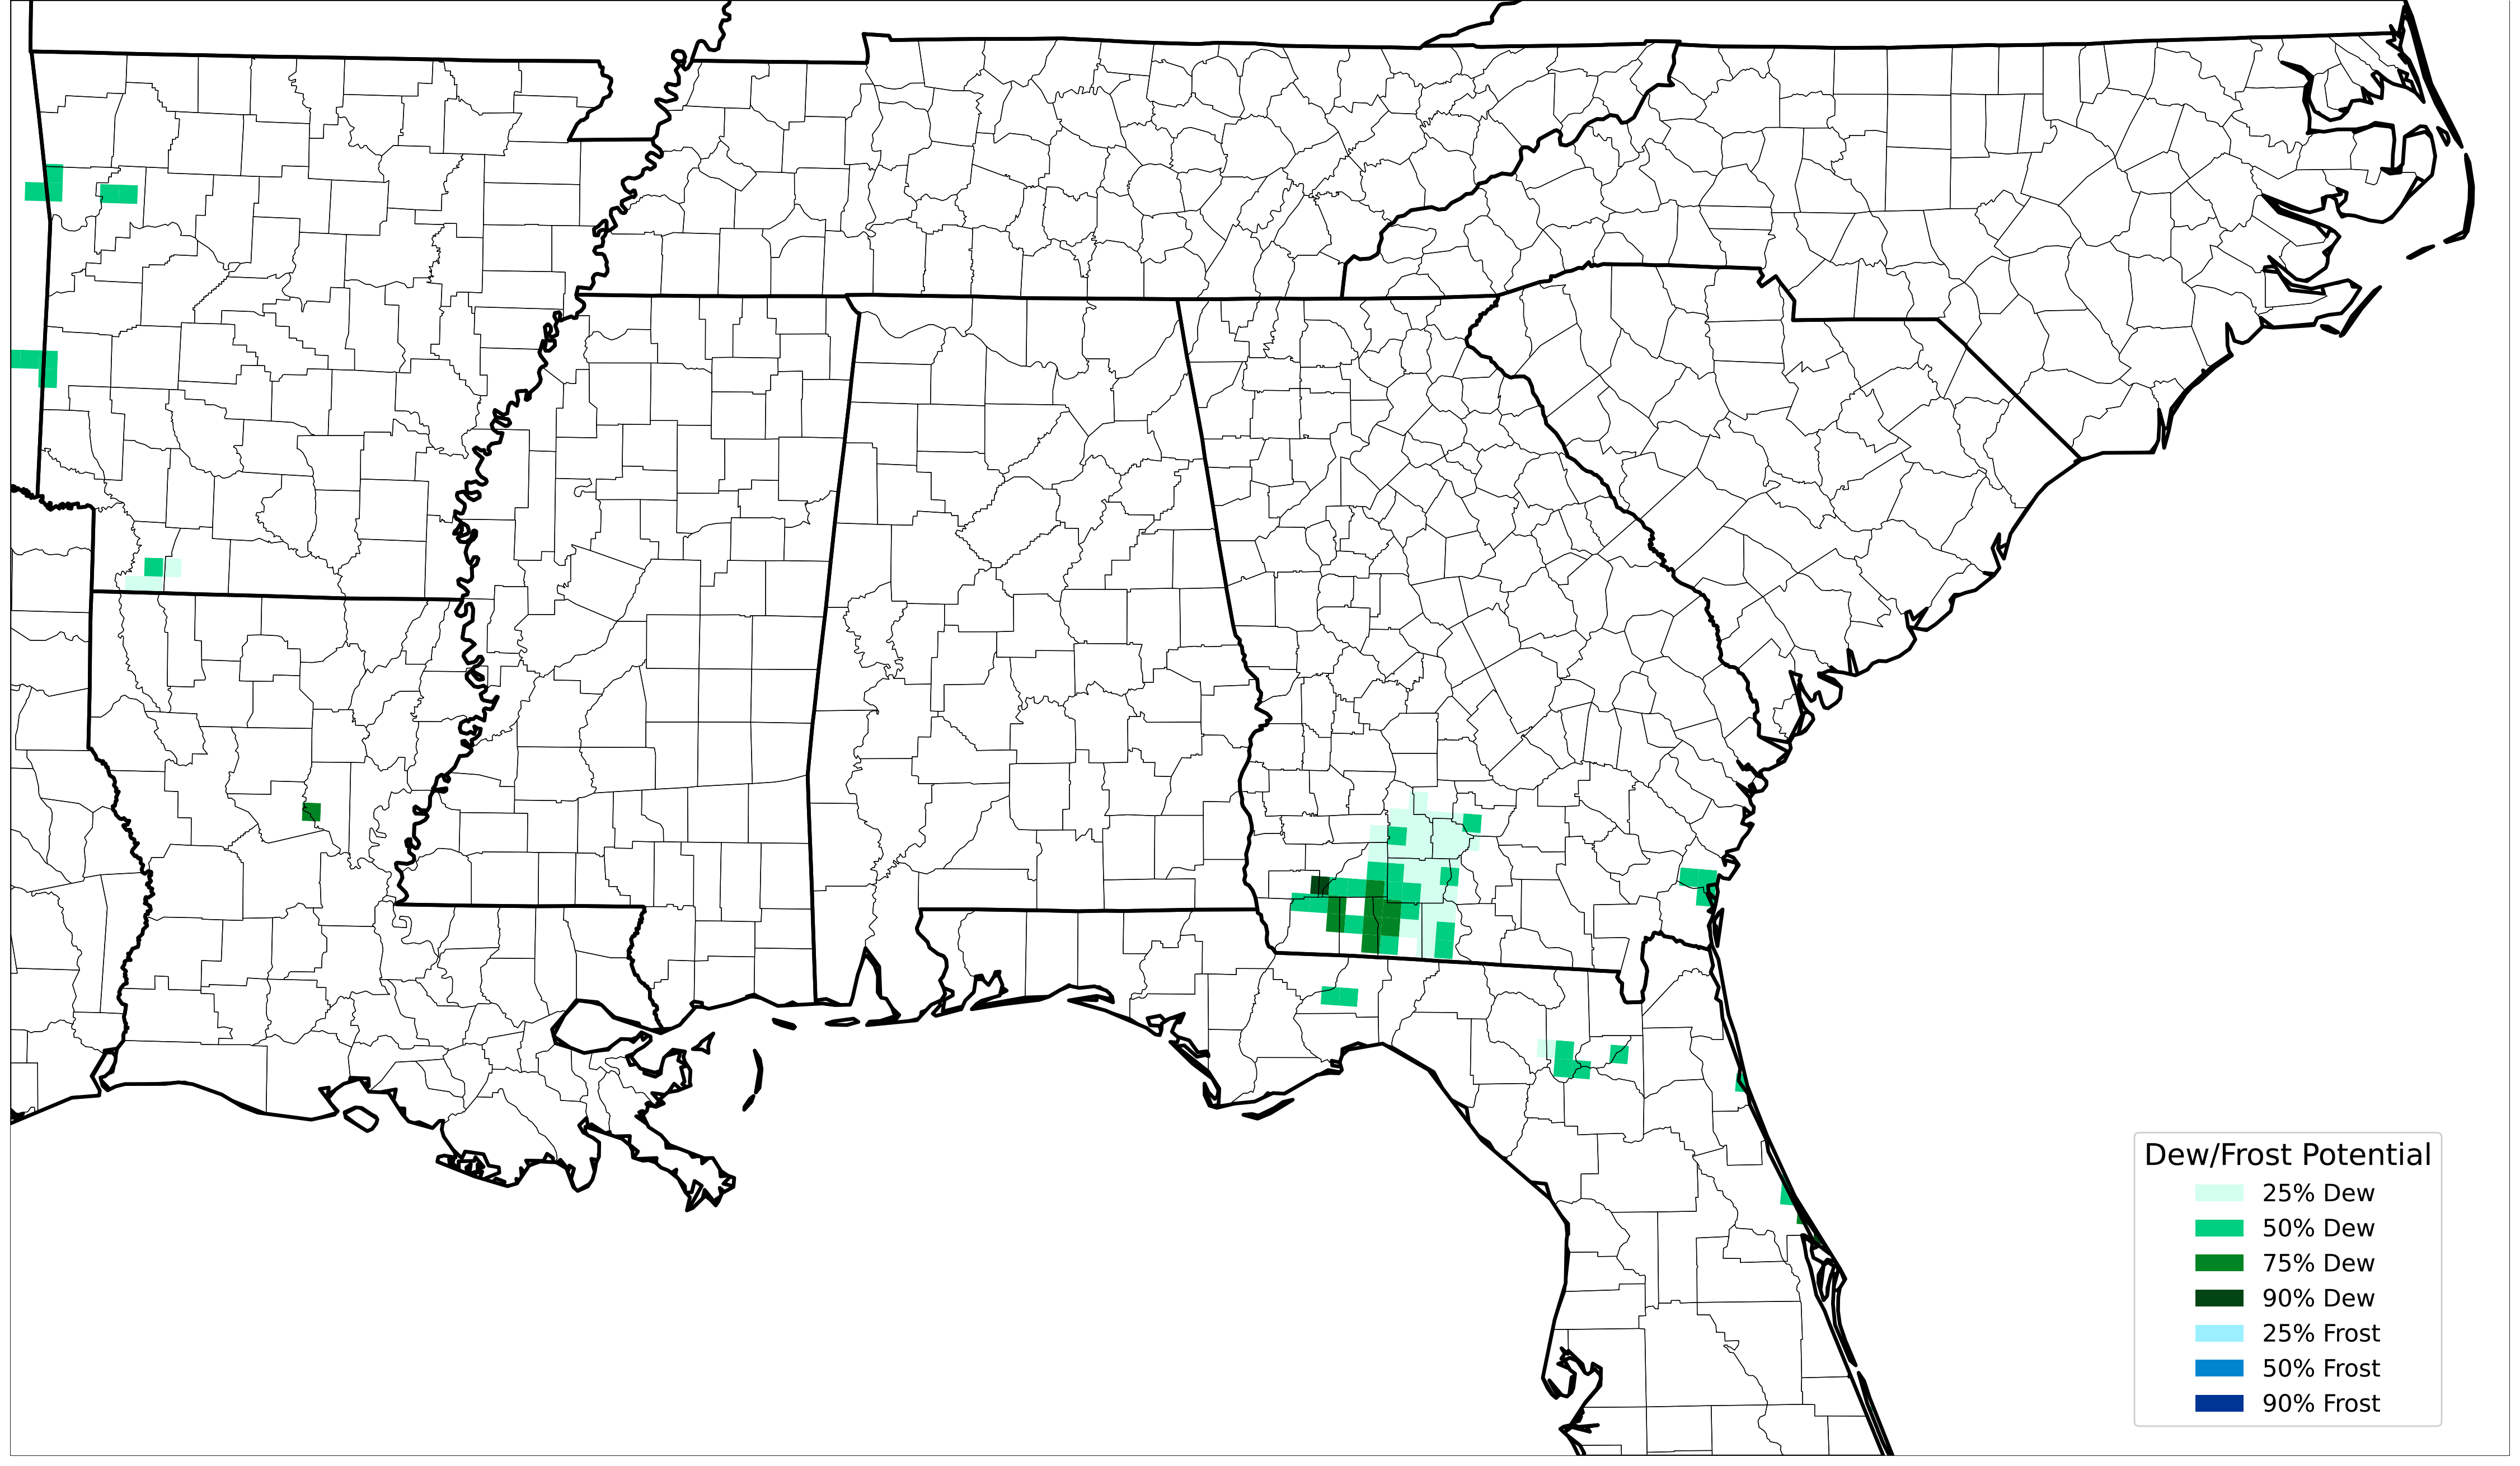 Dew/Frost Potential
25% Dew
50% Dew
75% Dew
90% Dew
25% Frost
50% Frost
90% Frost